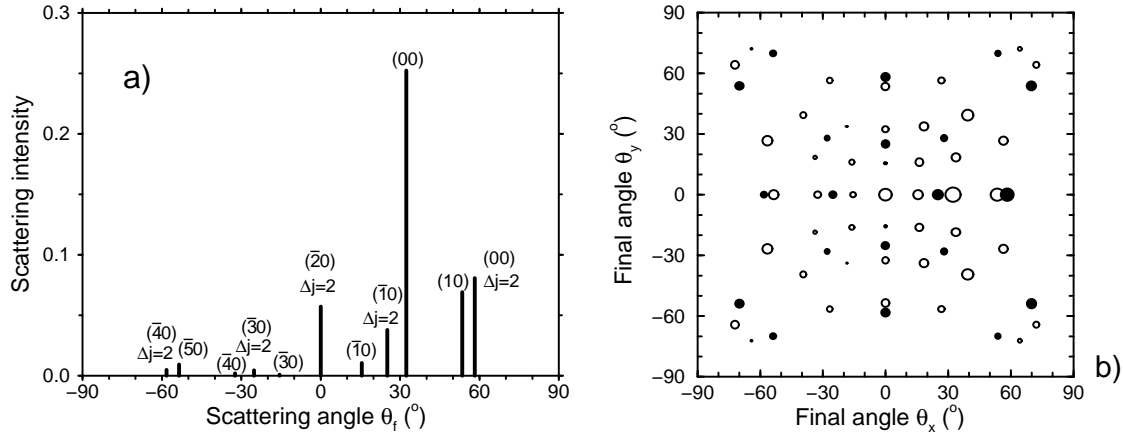 0.3
0.2
0.1
0.0
Scattering intensity
a)
(00)
(2̄0)
Δj=2
(1̄0)
Δj=2
(10)
(00)
Δj=2
(4̄0)
Δj=2
(5̄0)
(4̄0)
(3̄0)
Δj=2
(3̄0)
(1̄0)
−90 −60 −30 0 30 60 90
Scattering angle θf (o)
90
60
30
0
−30
−60
−90
Final angle θy (o)
−90 −60 −30 0 30 60 90
Final angle θx (o)
b)